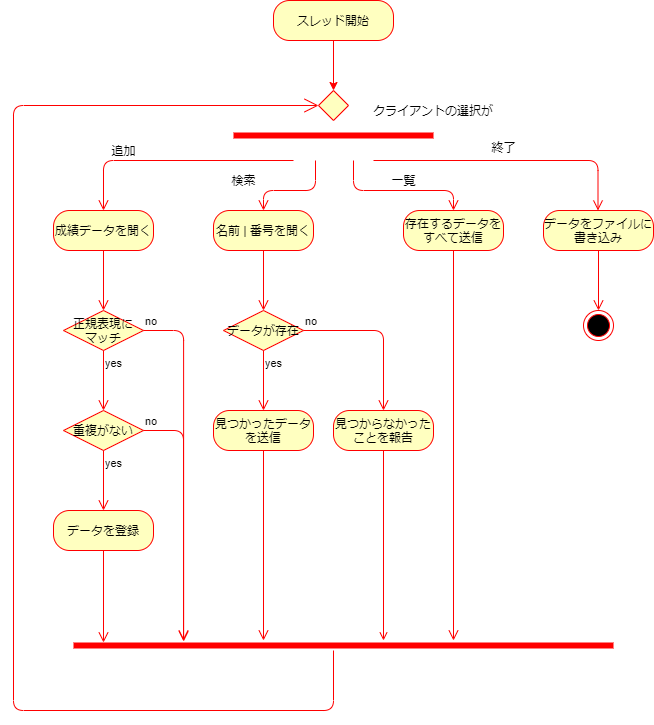 スレッド開始
クライアントの選択が
追加
検索
一覧
終了
成績データを聞く
名前 | 番号を聞く
存在するデータを
すべて送信
データをファイルに
書き込み
正規表現に
マッチ
no
データが存在
no
yes
yes
重複がない
no
見つかったデータ
を送信
見つからなかった
ことを報告
yes
データを登録